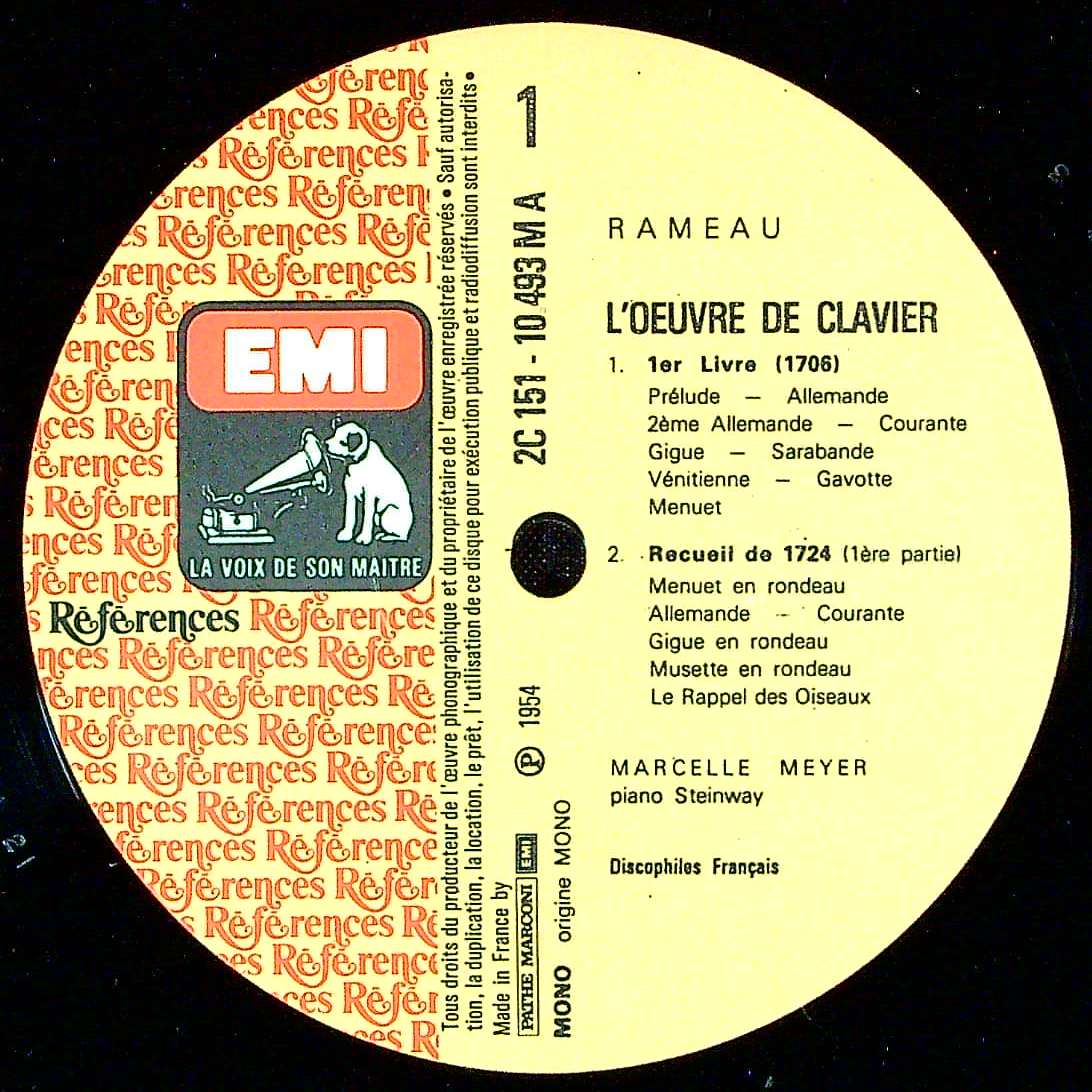 Références
EMI
LA VOIX DE SON MAITRE
Tous droits du producteur de l'œuvre phonographique et du propriétaire de l'œuvre enregistrée réservés • Sauf autorisa-
tion, la duplication, la location, le prêt, l'utilisation de ce disque pour exécution publique et radiodiffusion sont interdits •
Made in France by
PATHE MARCONI EMI
MONO origine MONO
℗ 1954
2C 151 - 10 493 M A 1
RAMEAU
L'OEUVRE DE CLAVIER
1. 1er Livre (1706)
Prélude — Allemande
2ème Allemande — Courante
Gigue — Sarabande
Vénitienne — Gavotte
Menuet
2. Recueil de 1724 (1ère partie)
Menuet en rondeau
Allemande — Courante
Gigue en rondeau
Musette en rondeau
Le Rappel des Oiseaux
MARCELLE MEYER
piano Steinway
Discophiles Français